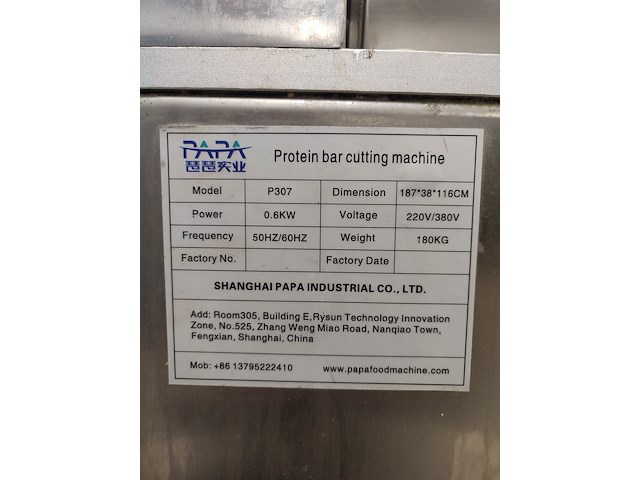 PAPA
琶琶实业
Protein bar cutting machine
Model P307 Dimension 187*38*116CM
Power 0.6KW Voltage 220V/380V
Frequency 50HZ/60HZ Weight 180KG
Factory No. Factory Date
SHANGHAI PAPA INDUSTRIAL CO., LTD.
Add: Room305, Building E,Rysun Technology Innovation
Zone, No.525, Zhang Weng Miao Road, Nanqiao Town,
Fengxian, Shanghai, China
Mob: +86 13795222410 www.papafoodmachine.com